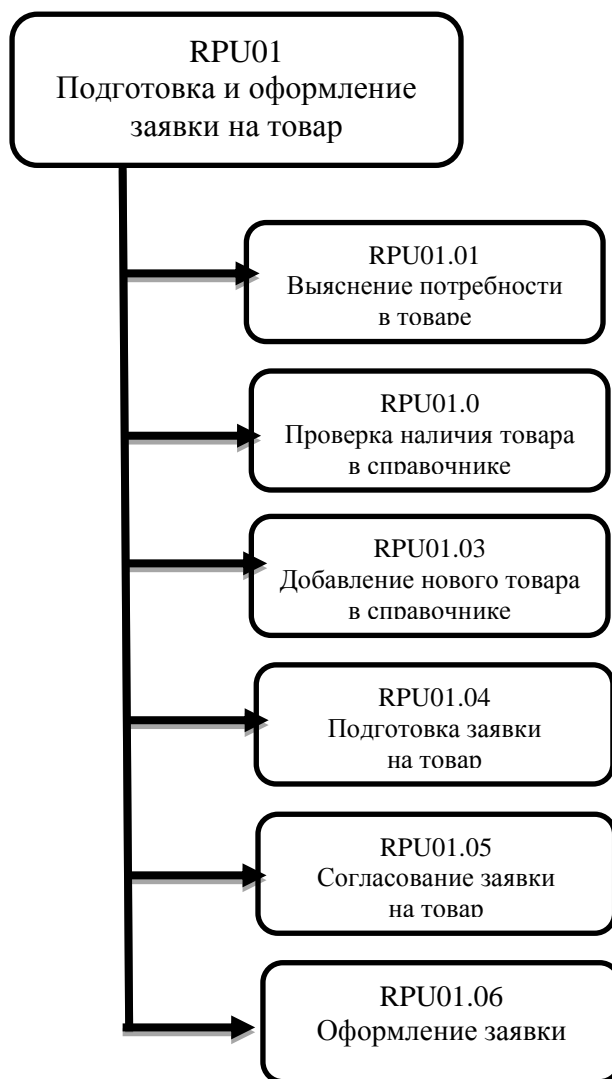 RPU01
Подготовка и оформление
заявки на товар
RPU01.01
Выяснение потребности
в товаре
RPU01.0
Проверка наличия товара
в справочнике
RPU01.03
Добавление нового товара
в справочнике
RPU01.04
Подготовка заявки
на товар
RPU01.05
Согласование заявки
на товар
RPU01.06
Оформление заявки